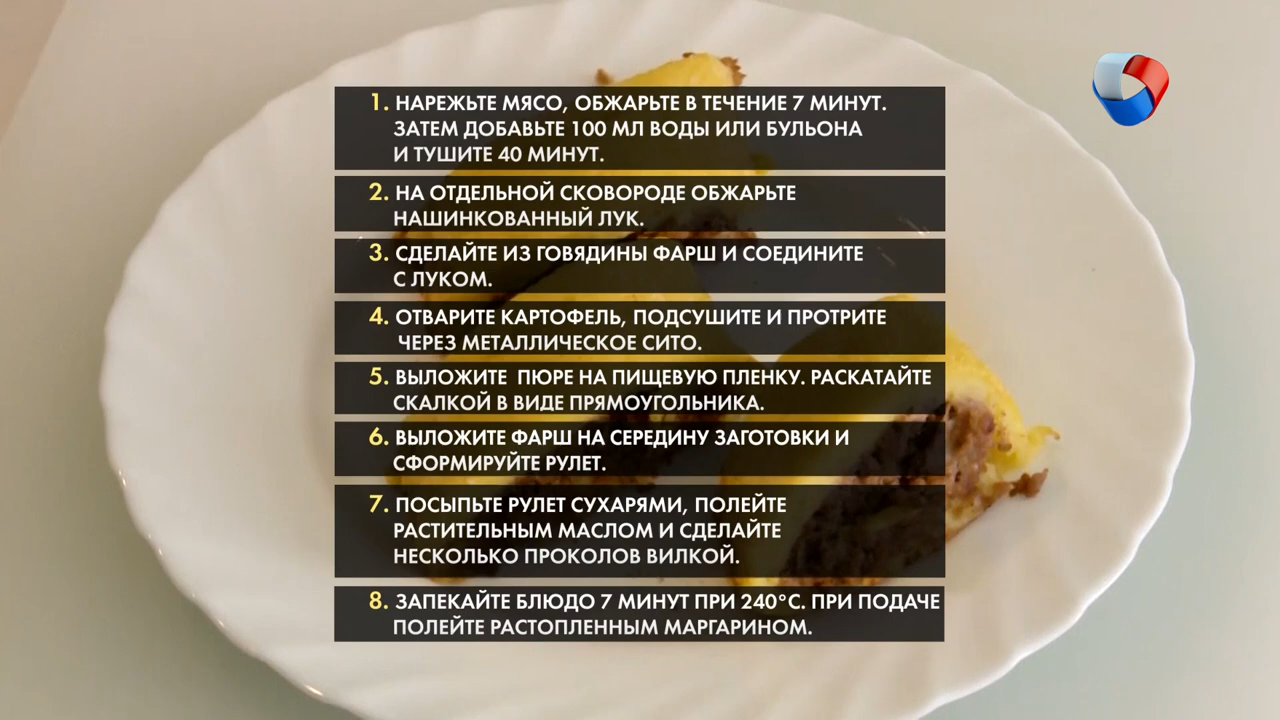 1. НАРЕЖЬТЕ МЯСО, ОБЖАРЬТЕ В ТЕЧЕНИЕ 7 МИНУТ.
ЗАТЕМ ДОБАВЬТЕ 100 МЛ ВОДЫ ИЛИ БУЛЬОНА
И ТУШИТЕ 40 МИНУТ.
2. НА ОТДЕЛЬНОЙ СКОВОРОДЕ ОБЖАРЬТЕ
НАШИНКОВАННЫЙ ЛУК.
3. СДЕЛАЙТЕ ИЗ ГОВЯДИНЫ ФАРШ И СОЕДИНИТЕ
С ЛУКОМ.
4. ОТВАРИТЕ КАРТОФЕЛЬ, ПОДСУШИТЕ И ПРОТРИТЕ
ЧЕРЕЗ МЕТАЛЛИЧЕСКОЕ СИТО.
5. ВЫЛОЖИТЕ ПЮРЕ НА ПИЩЕВУЮ ПЛЕНКУ. РАСКАТАЙТЕ
СКАЛКОЙ В ВИДЕ ПРЯМОУГОЛЬНИКА.
6. ВЫЛОЖИТЕ ФАРШ НА СЕРЕДИНУ ЗАГОТОВКИ И
СФОРМИРУЙТЕ РУЛЕТ.
7. ПОСЫПЬТЕ РУЛЕТ СУХАРЯМИ, ПОЛЕЙТЕ
РАСТИТЕЛЬНЫМ МАСЛОМ И СДЕЛАЙТЕ
НЕСКОЛЬКО ПРОКОЛОВ ВИЛКОЙ.
8. ЗАПЕКАЙТЕ БЛЮДО 7 МИНУТ ПРИ 240°С. ПРИ ПОДАЧЕ
ПОЛЕЙТЕ РАСТОПЛЕННЫМ МАРГАРИНОМ.